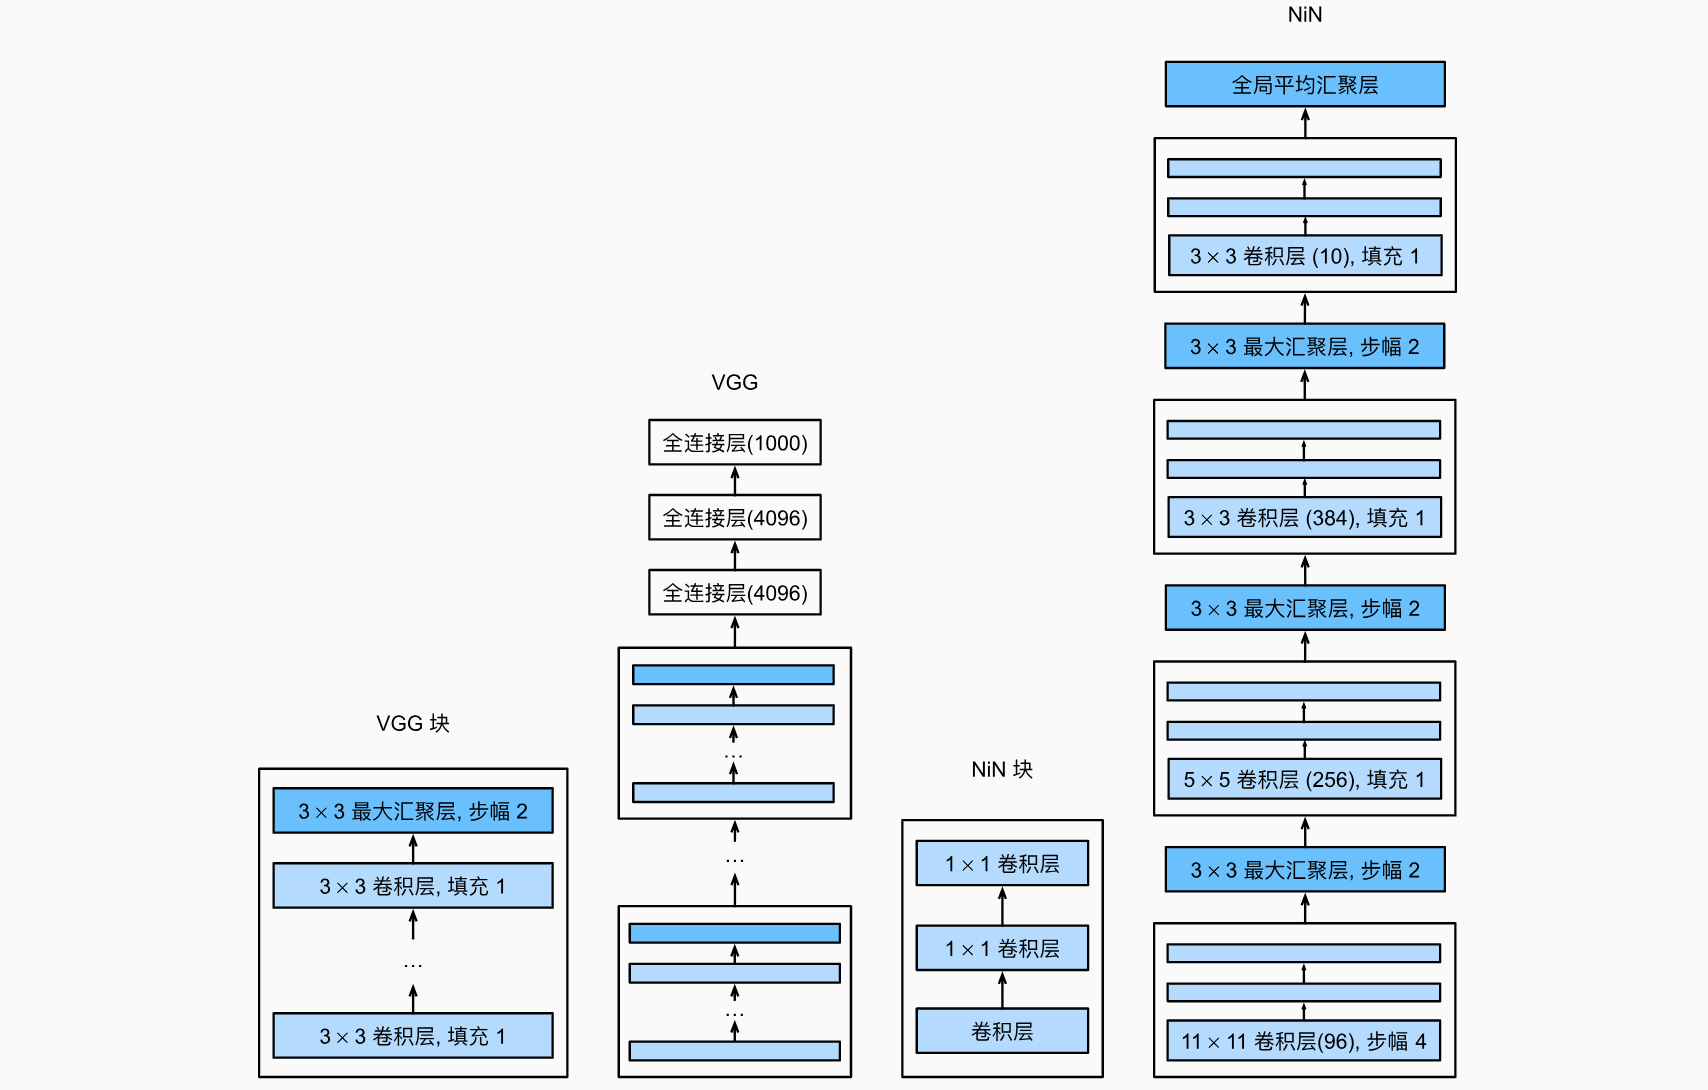 VGG 块
3 × 3 最大汇聚层, 步幅 2
3 × 3 卷积层, 填充 1
...
3 × 3 卷积层, 填充 1
VGG
全连接层(1000)
全连接层(4096)
全连接层(4096)
...
...
...
NiN 块
1 × 1 卷积层
1 × 1 卷积层
卷积层
NiN
全局平均汇聚层
3 × 3 卷积层 (10), 填充 1
3 × 3 最大汇聚层, 步幅 2
3 × 3 卷积层 (384), 填充 1
3 × 3 最大汇聚层, 步幅 2
5 × 5 卷积层 (256), 填充 1
3 × 3 最大汇聚层, 步幅 2
11 × 11 卷积层(96), 步幅 4